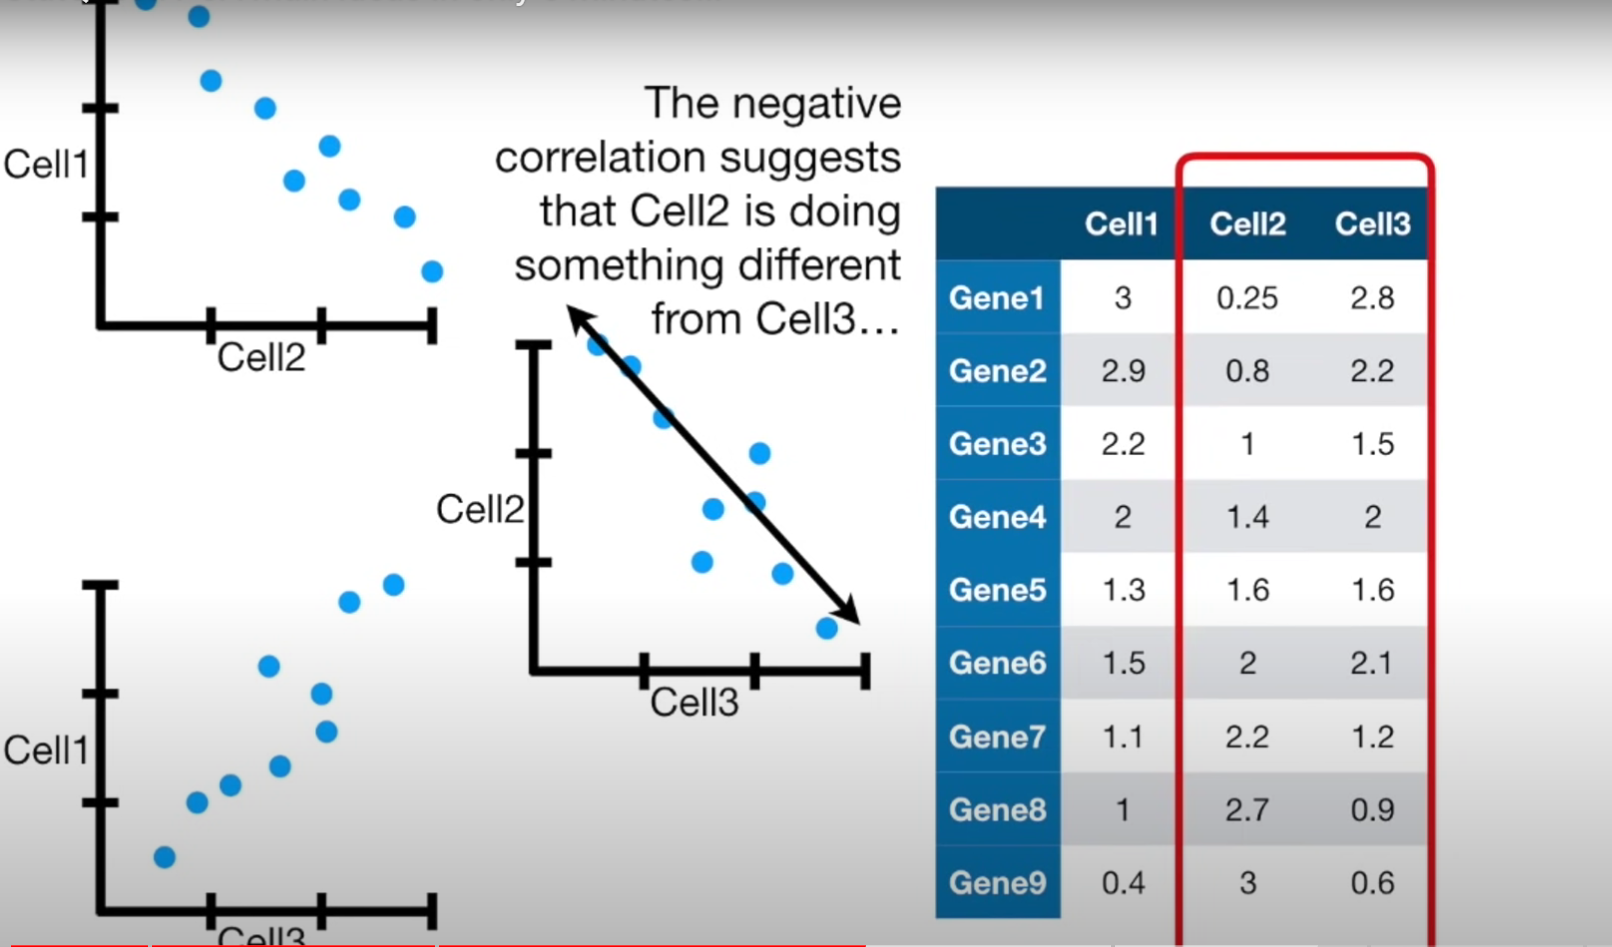 The negative
correlation suggests
that Cell2 is doing
something different
from Cell3...
Cell1
Cell2
Cell2
Cell3
Cell1
Cell3
Cell1 Cell2 Cell3
Gene1 3 0.25 2.8
Gene2 2.9 0.8 2.2
Gene3 2.2 1 1.5
Gene4 2 1.4 2
Gene5 1.3 1.6 1.6
Gene6 1.5 2 2.1
Gene7 1.1 2.2 1.2
Gene8 1 2.7 0.9
Gene9 0.4 3 0.6